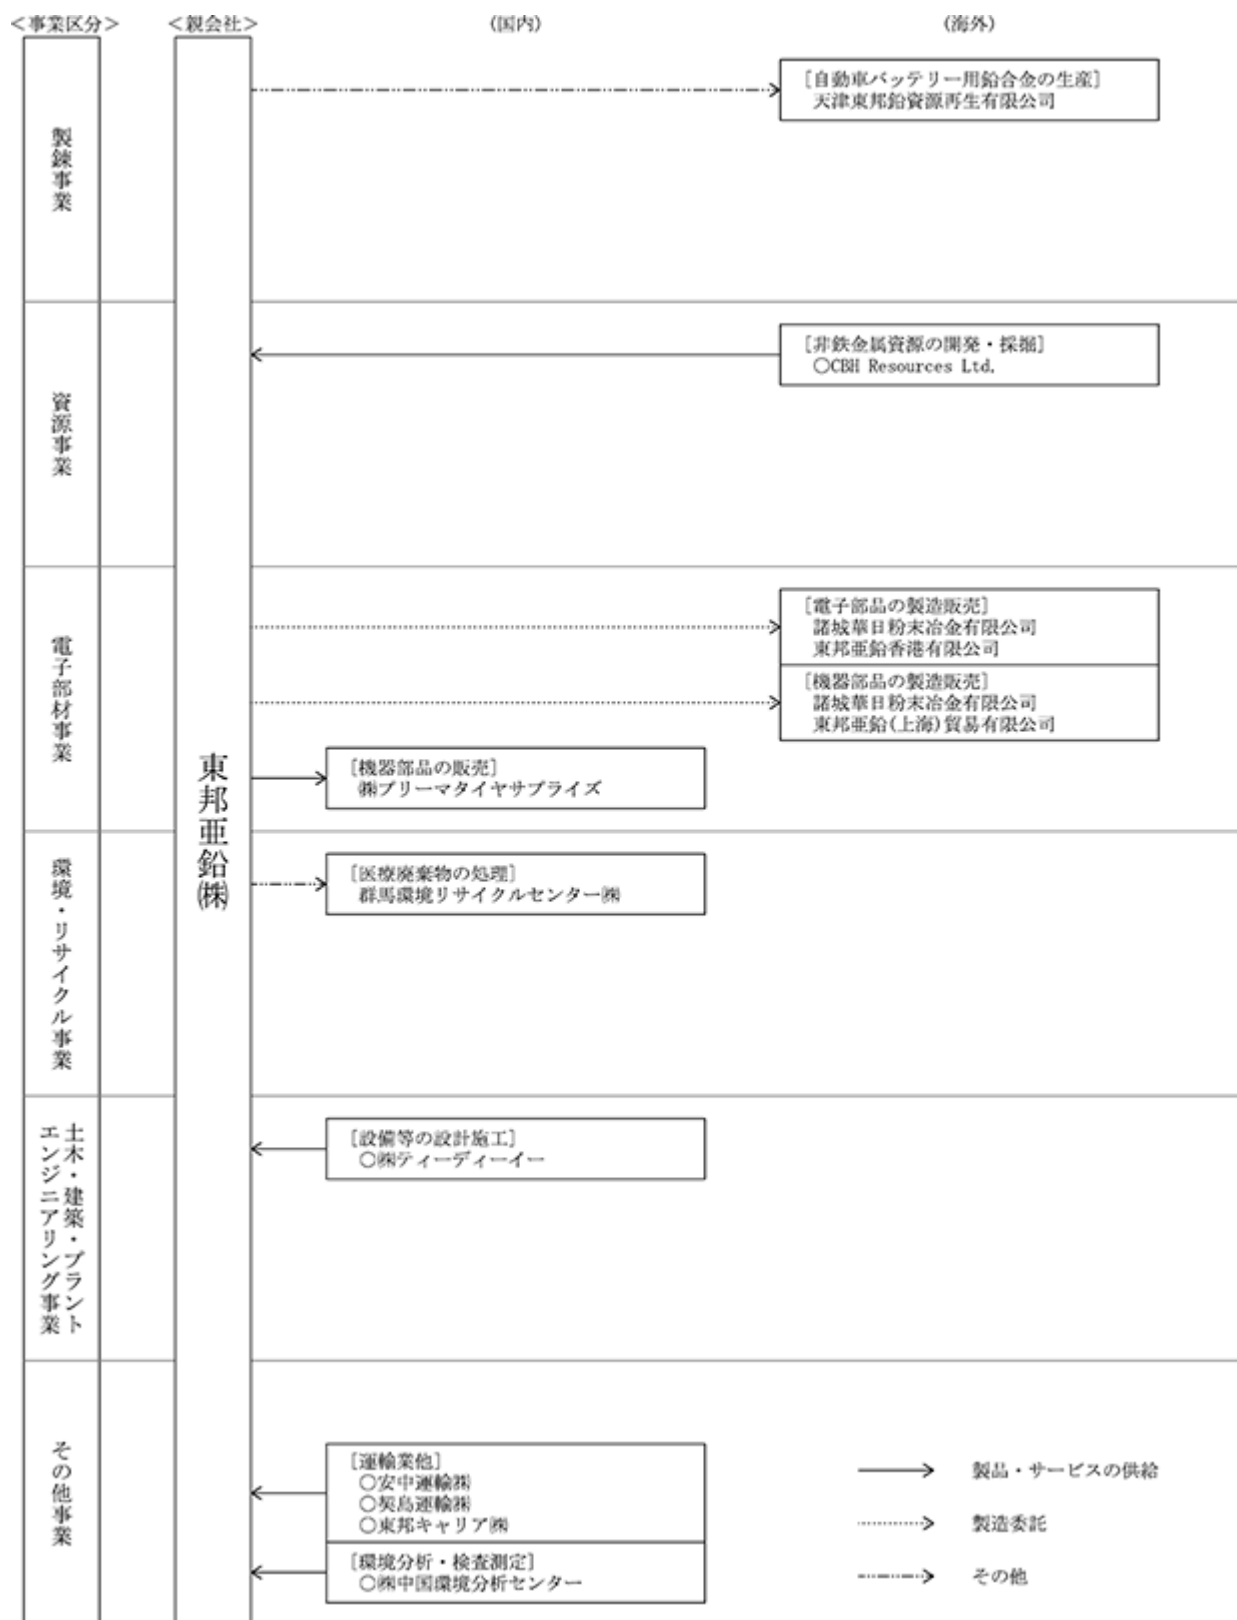 ＜事業区分＞
＜親会社＞
(国内)
(海外)
東邦亜鉛㈱
製錬事業
[自動車バッテリー用鉛合金の生産]
天津東邦鉛資源再生有限公司
資源事業
[非鉄金属資源の開発・採掘]
○CBH Resources Ltd.
電子部材事業
[電子部品の製造販売]
諸城華日粉末冶金有限公司
東邦亜鉛香港有限公司
[機器部品の製造販売]
諸城華日粉末冶金有限公司
東邦亜鉛(上海)貿易有限公司
[機器部品の販売]
㈱プリーマタイヤサプライズ
環境・リサイクル事業
[医療廃棄物の処理]
群馬環境リサイクルセンター㈱
土木・建築・プラント
エンジニアリング事業
[設備等の設計施工]
○㈱ティーディーイー
その他事業
[運輸業他]
○安中運輸㈱
○契島運輸㈱
○東邦キャリア㈱
[環境分析・検査測定]
○㈱中国環境分析センター
製品・サービスの供給
製造委託
その他